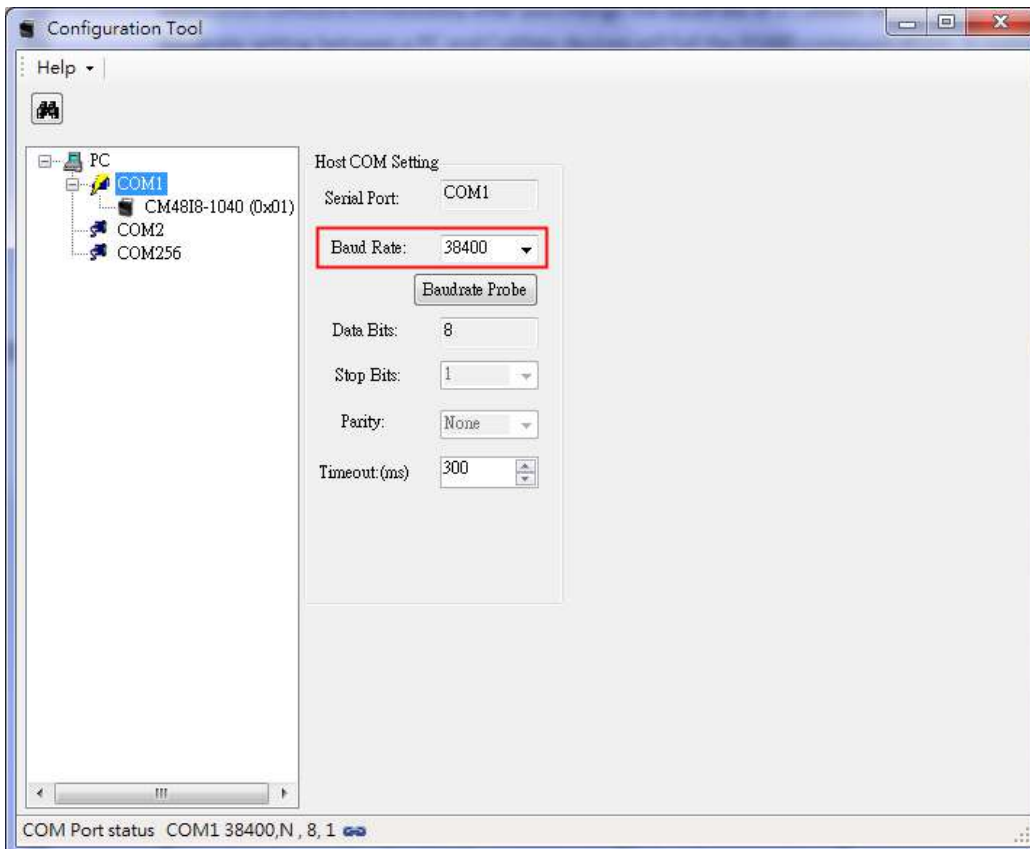 Configuration Tool
Help
PC
COM1
CM48I8-1040 (0x01)
COM2
COM256
Host COM Setting
Serial Port: COM1
Baud Rate: 38400
Baudrate Probe
Data Bits: 8
Stop Bits: 1
Parity: None
Timeout:(ms) 300
COM Port status COM1 38400,N , 8, 1